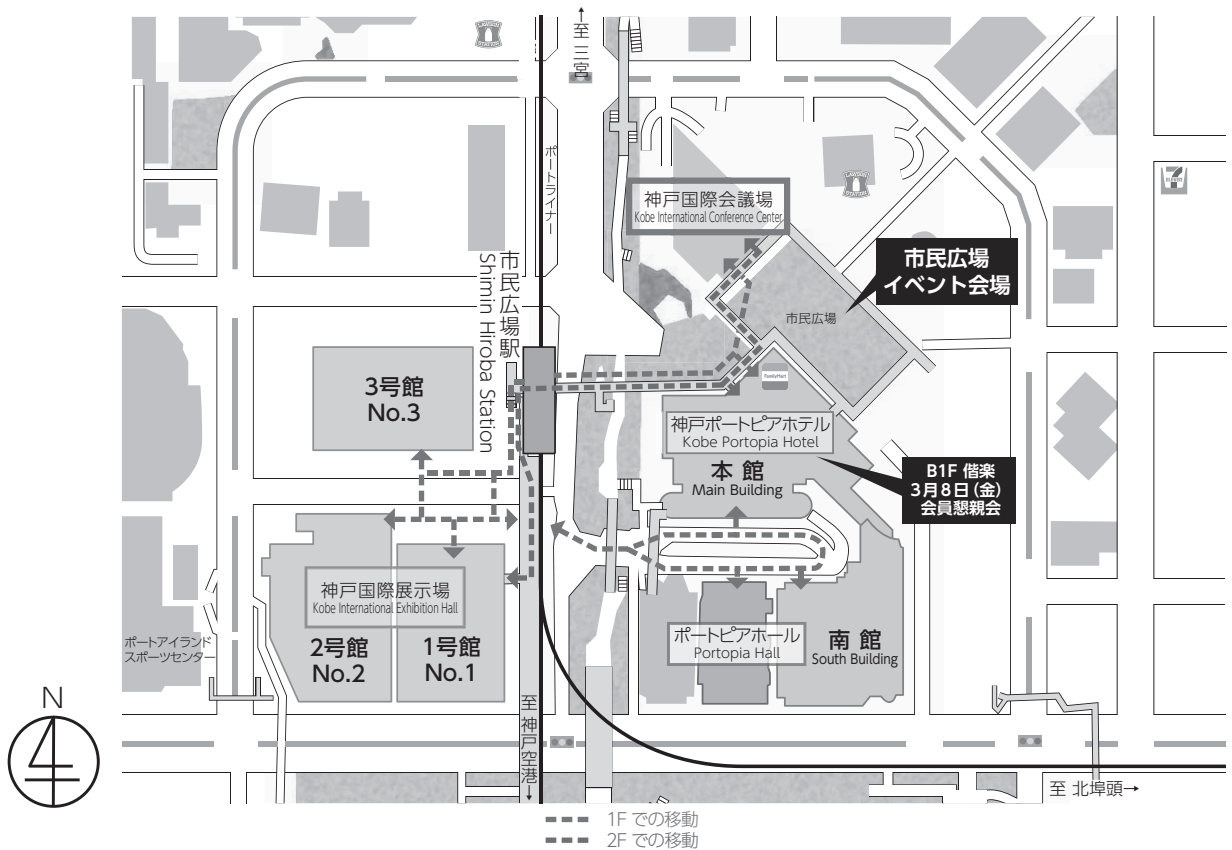 ↑至 三宮
LAWSON STATION
ポートライナー
神戸国際会議場
Kobe International Conference Center
LAWSON STATION
7 ELEVEN
市民広場
イベント会場
市民広場
市民広場駅
Shimin Hiroba Station
3号館
No.3
FamilyMart
神戸ポートピアホテル
Kobe Portopia Hotel
本 館
Main Building
B1F 偕楽
3月8日(金)
会員懇親会
神戸国際展示場
Kobe International Exhibition Hall
2号館
No.2
1号館
No.1
ポートピアホール
Portopia Hall
南 館
South Building
ポートアイランド
スポーツセンター
N
至 神戸空港→
至 北埠頭→
1F での移動
2F での移動